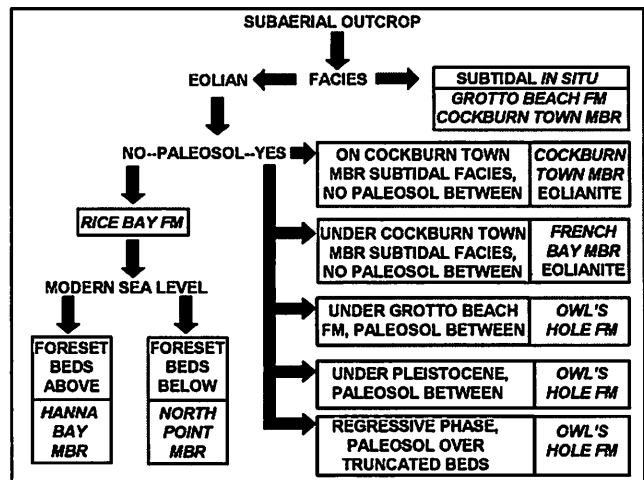 SUBAERIAL OUTCROP
EOLIAN
FACIES
SUBTIDAL IN SITU
GROTTO BEACH FM
COCKBURN TOWN MBR
NO--PALEOSOL--YES
ON COCKBURN TOWN
MBR SUBTIDAL FACIES,
NO PALEOSOL BETWEEN
COCKBURN
TOWN MBR
EOLIANITE
RICE BAY FM
UNDER COCKBURN TOWN
MBR SUBTIDAL FACIES,
NO PALEOSOL BETWEEN
FRENCH
BAY MBR
EOLIANITE
MODERN SEA LEVEL
UNDER GROTTO BEACH
FM, PALEOSOL BETWEEN
OWL'S
HOLE FM
FORESET
BEDS
ABOVE
HANNA
BAY
MBR
FORESET
BEDS
BELOW
NORTH
POINT
MBR
UNDER PLEISTOCENE,
PALEOSOL BETWEEN
OWL'S
HOLE FM
REGRESSIVE PHASE,
PALEOSOL OVER
TRUNCATED BEDS
OWL'S
HOLE FM